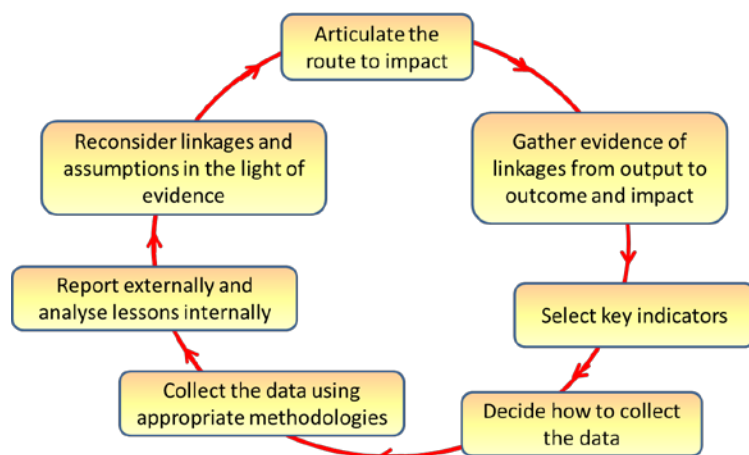 Articulate the
route to impact
Gather evidence of
linkages from output to
outcome and impact
Select key indicators
Decide how to collect
the data
Collect the data using
appropriate methodologies
Report externally and
analyse lessons internally
Reconsider linkages and
assumptions in the light of
evidence